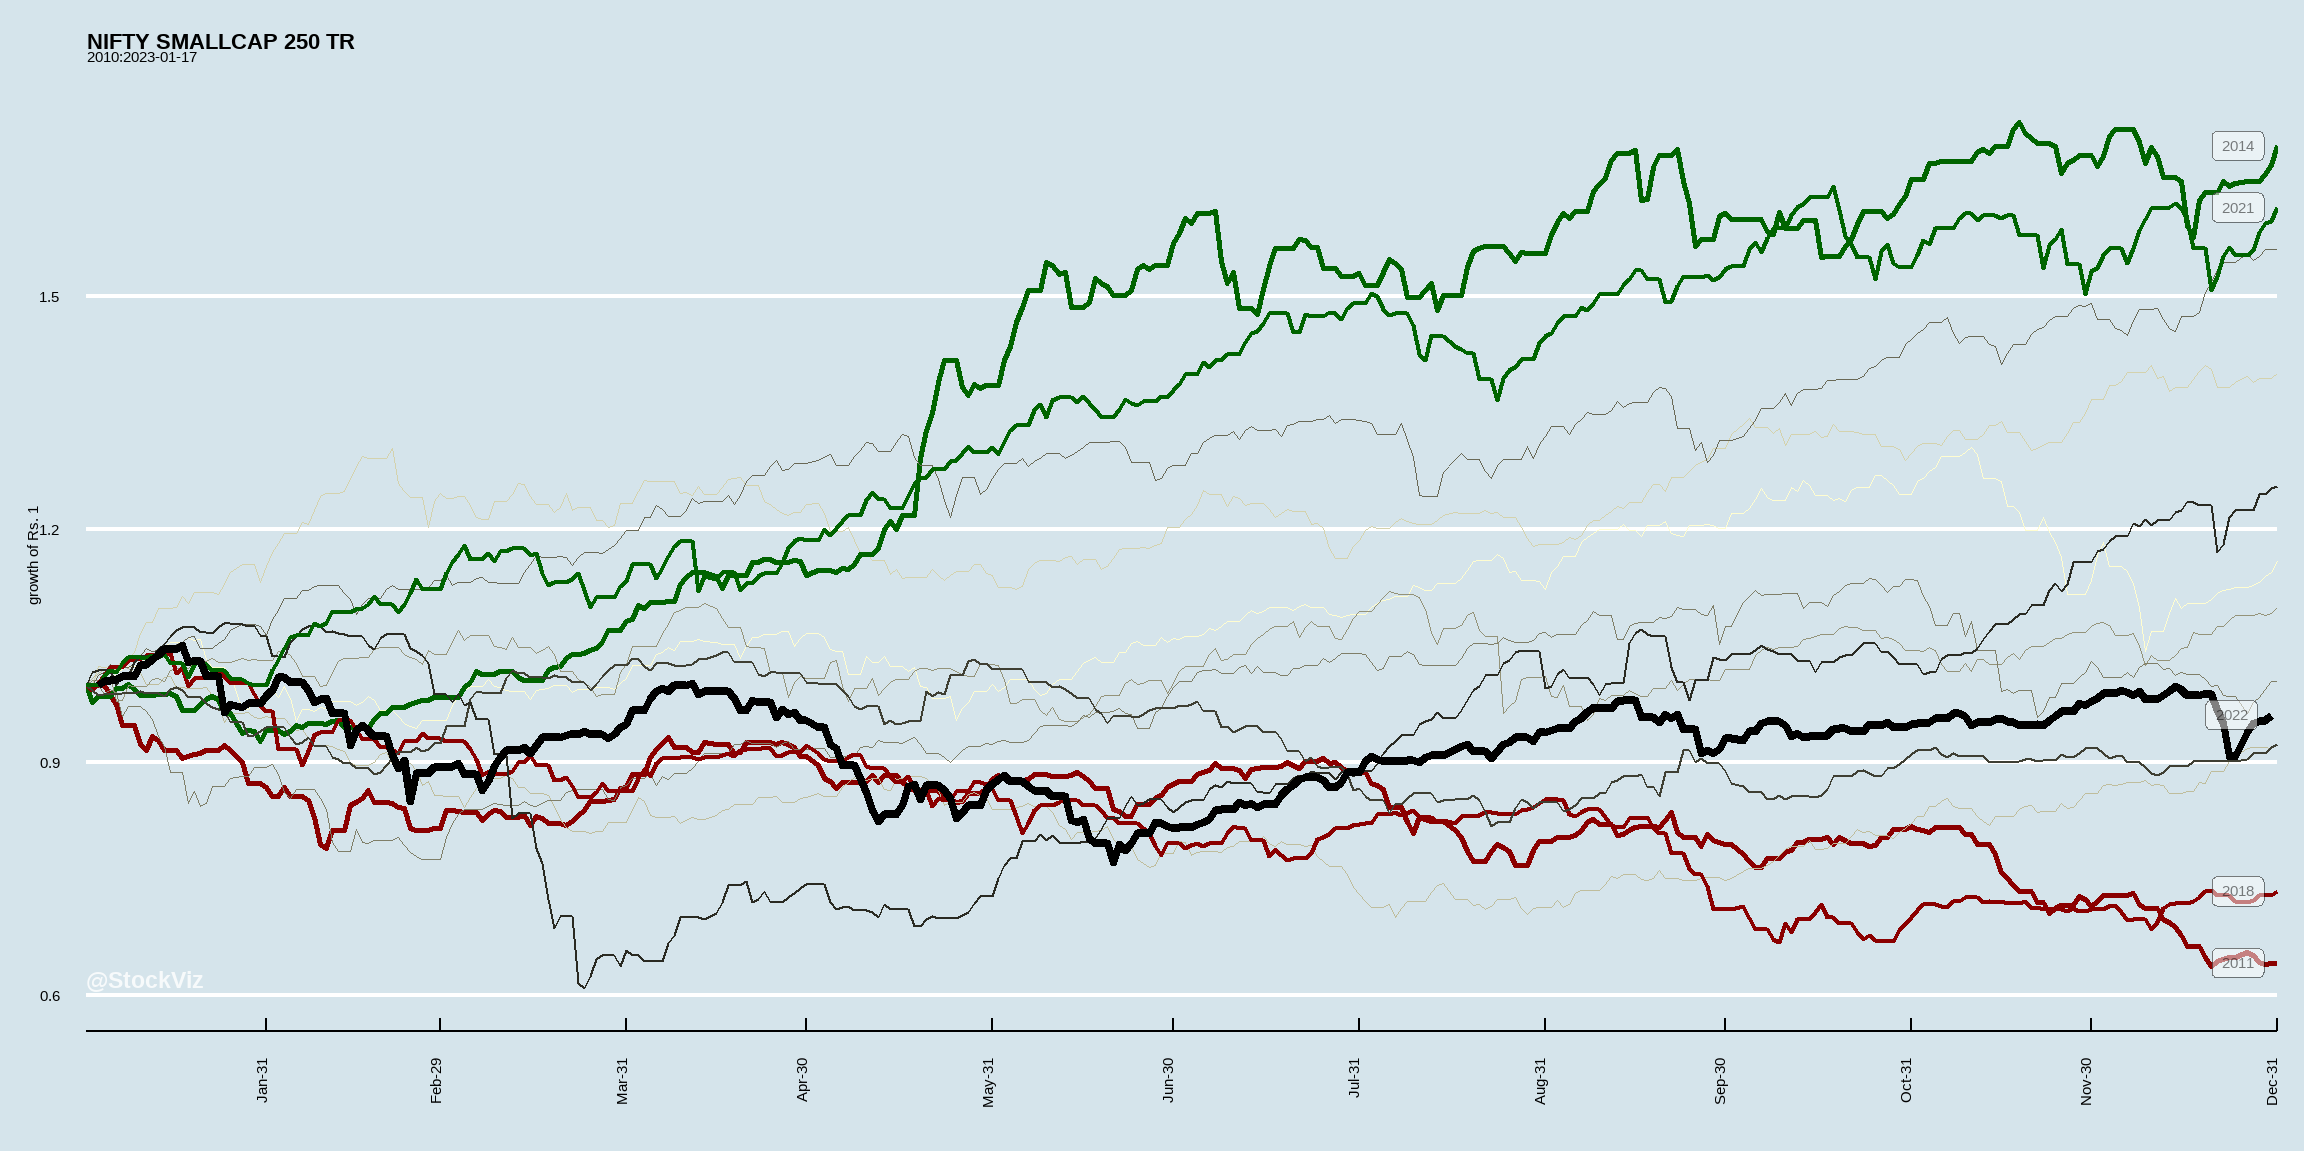 NIFTY SMALLCAP 250 TR
2010:2023-01-17
growth of Rs. 1
1.5
1.2
0.9
0.6
2014
2021
2022
2018
2011
@StockViz
Jan-31
Feb-29
Mar-31
Apr-30
May-31
Jun-30
Jul-31
Aug-31
Sep-30
Oct-31
Nov-30
Dec-31